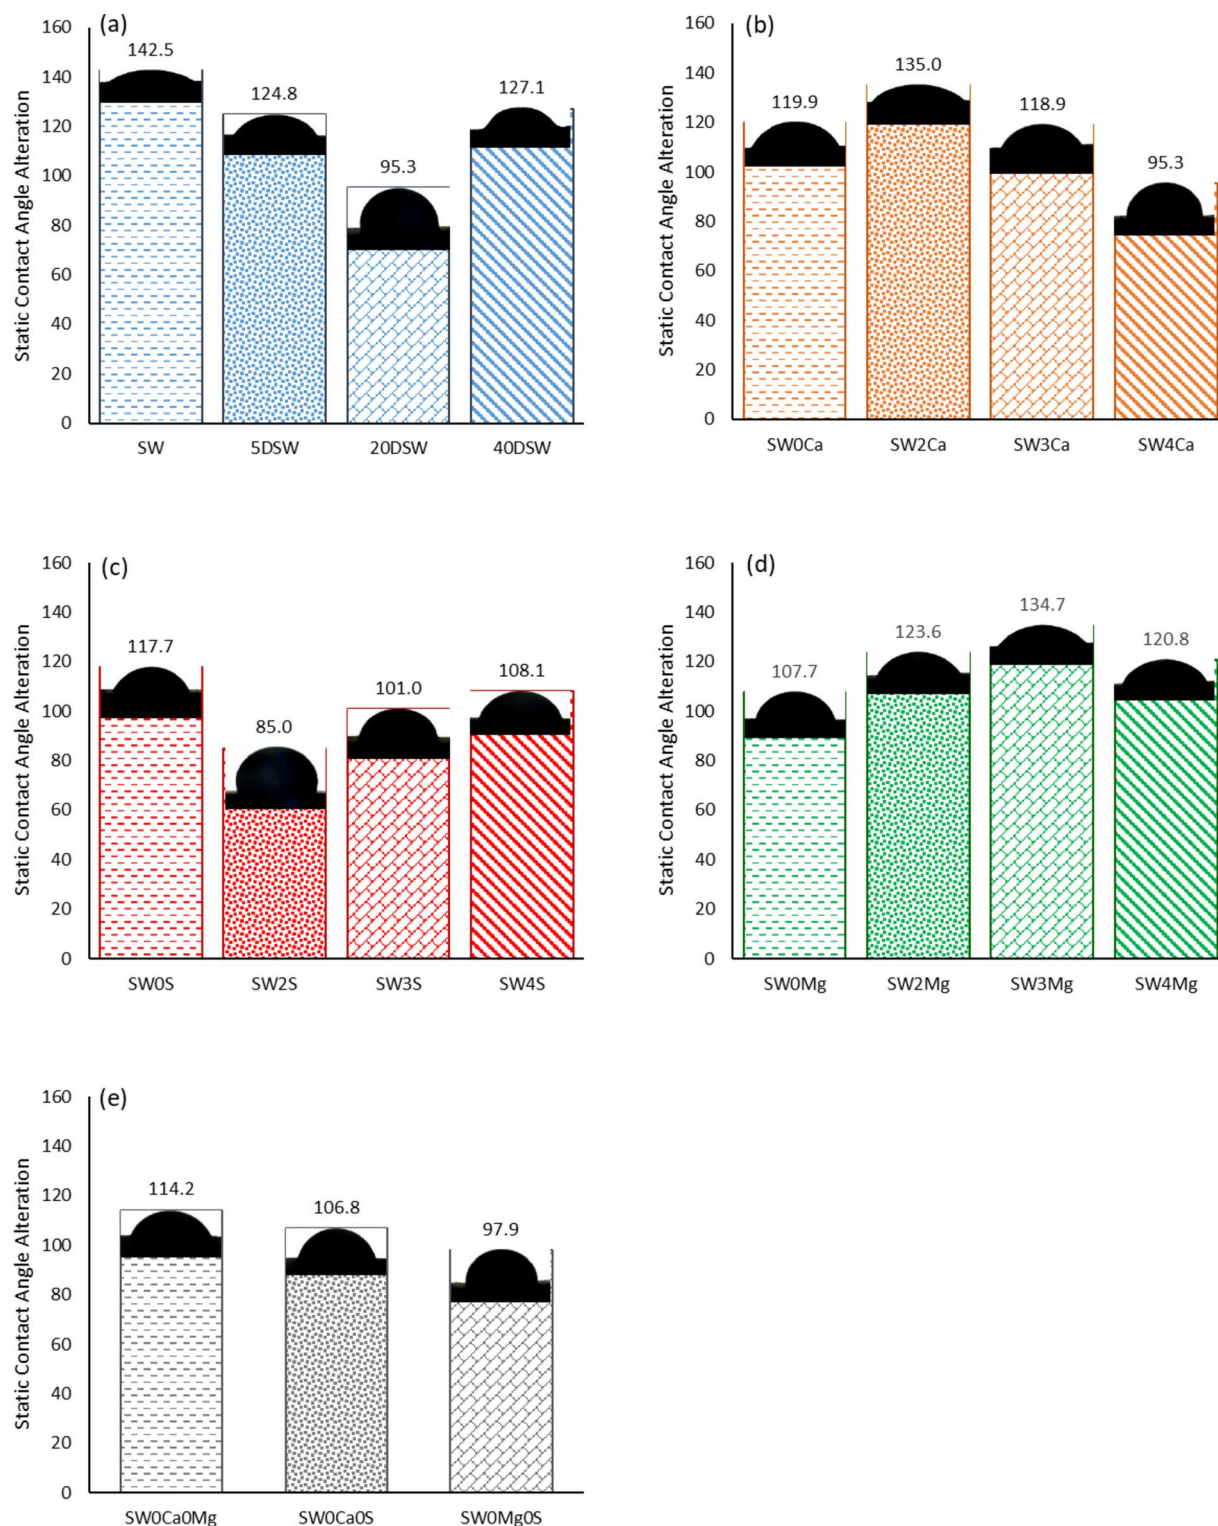 (a)
Static Contact Angle Alteration
160
140
120
100
80
60
40
20
0
142.5
124.8
95.3
127.1
SW
5DSW
20DSW
40DSW
(b)
Static Contact Angle Alteration
160
140
120
100
80
60
40
20
0
119.9
135.0
118.9
95.3
SW0Ca
SW2Ca
SW3Ca
SW4Ca
(c)
Static Contact Angle Alteration
160
140
120
100
80
60
40
20
0
117.7
85.0
101.0
108.1
SW0S
SW2S
SW3S
SW4S
(d)
Static Contact Angle Alteration
160
140
120
100
80
60
40
20
0
107.7
123.6
134.7
120.8
SW0Mg
SW2Mg
SW3Mg
SW4Mg
(e)
Static Contact Angle Alteration
160
140
120
100
80
60
40
20
0
114.2
106.8
97.9
SW0Ca0Mg
SW0Ca0S
SW0Mg0S